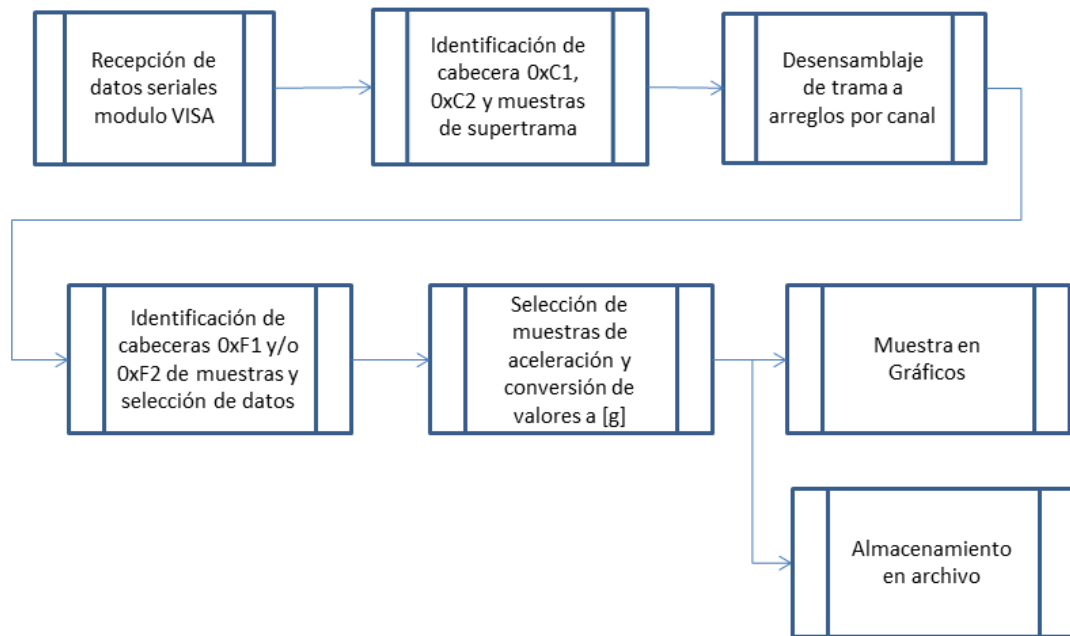 Recepción de
datos seriales
modulo VISA
Identificación de
cabecera 0xC1,
0xC2 y muestras
de supertrama
Desensamblaje
de trama a
arreglos por canal
Identificación de
cabeceras 0xF1 y/o
0xF2 de muestras y
selección de datos
Selección de
muestras de
aceleración y
conversión de
valores a [g]
Muestra en
Gráficos
Almacenamiento
en archivo